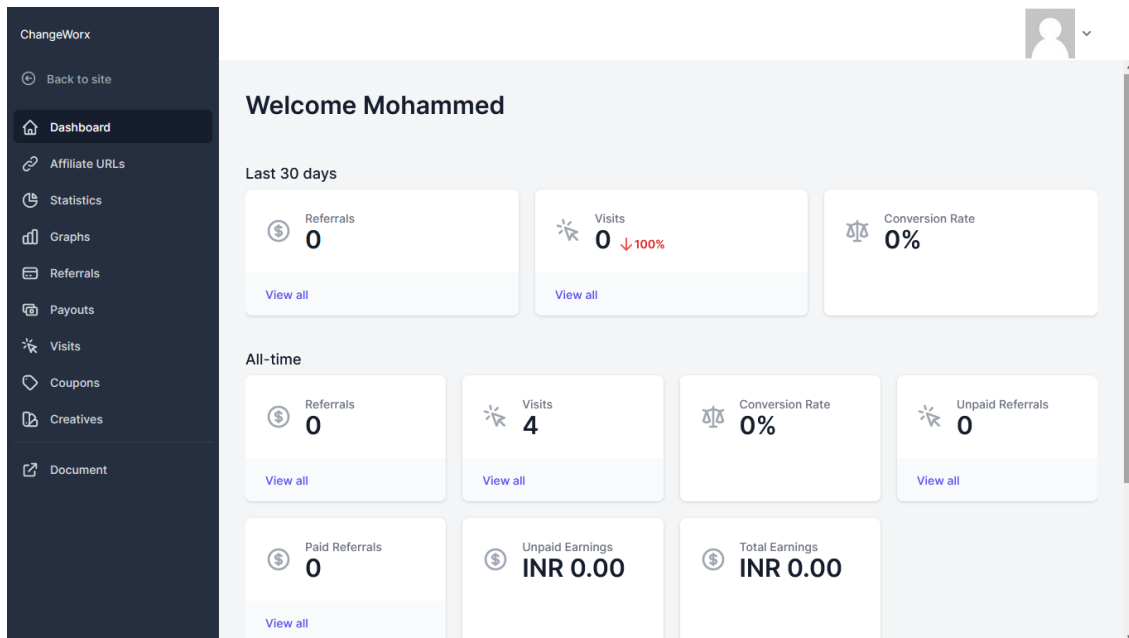 ChangeWorx
Back to site
Dashboard
Affiliate URLs
Statistics
Graphs
Referrals
Payouts
Visits
Coupons
Creatives
Document
Welcome Mohammed
Last 30 days
Referrals
0
View all
Visits
0 ↓100%
View all
Conversion Rate
0%
All-time
Referrals
0
View all
Visits
4
View all
Conversion Rate
0%
Unpaid Referrals
0
View all
Paid Referrals
0
View all
Unpaid Earnings
INR 0.00
Total Earnings
INR 0.00